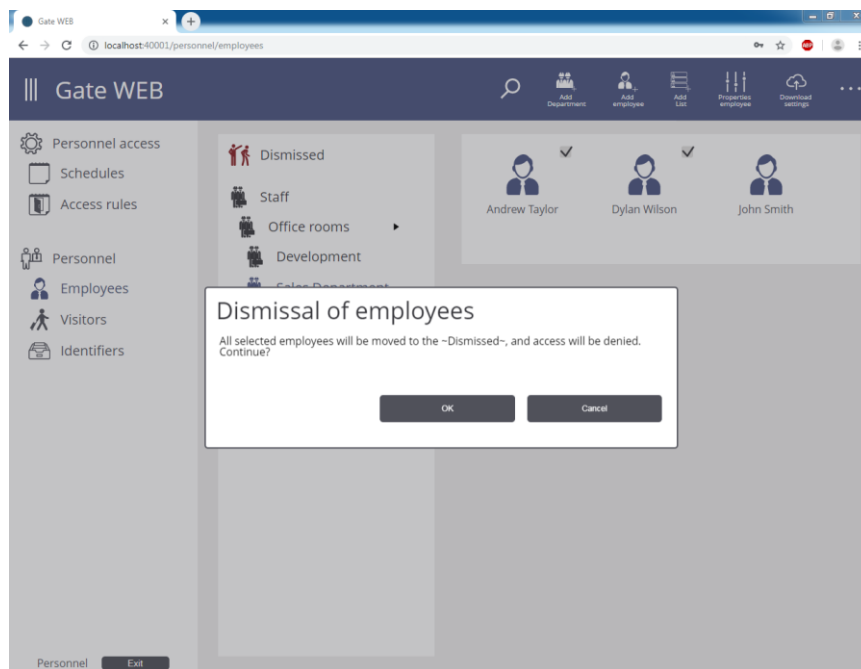 Gate WEB
localhost:40001/personnel/employees
ABP
Gate WEB
Add
Department
Add
employee
Add
List
Properties
employee
Download
settings
Personnel access
Schedules
Access rules
Personnel
Employees
Visitors
Identifiers
Dismissed
Staff
Office rooms
Development
Sales Department
Andrew Taylor
Dylan Wilson
John Smith
Dismissal of employees
All selected employees will be moved to the ~Dismissed~, and access will be denied.
Continue?
OK
Cancel
Personnel
Exit